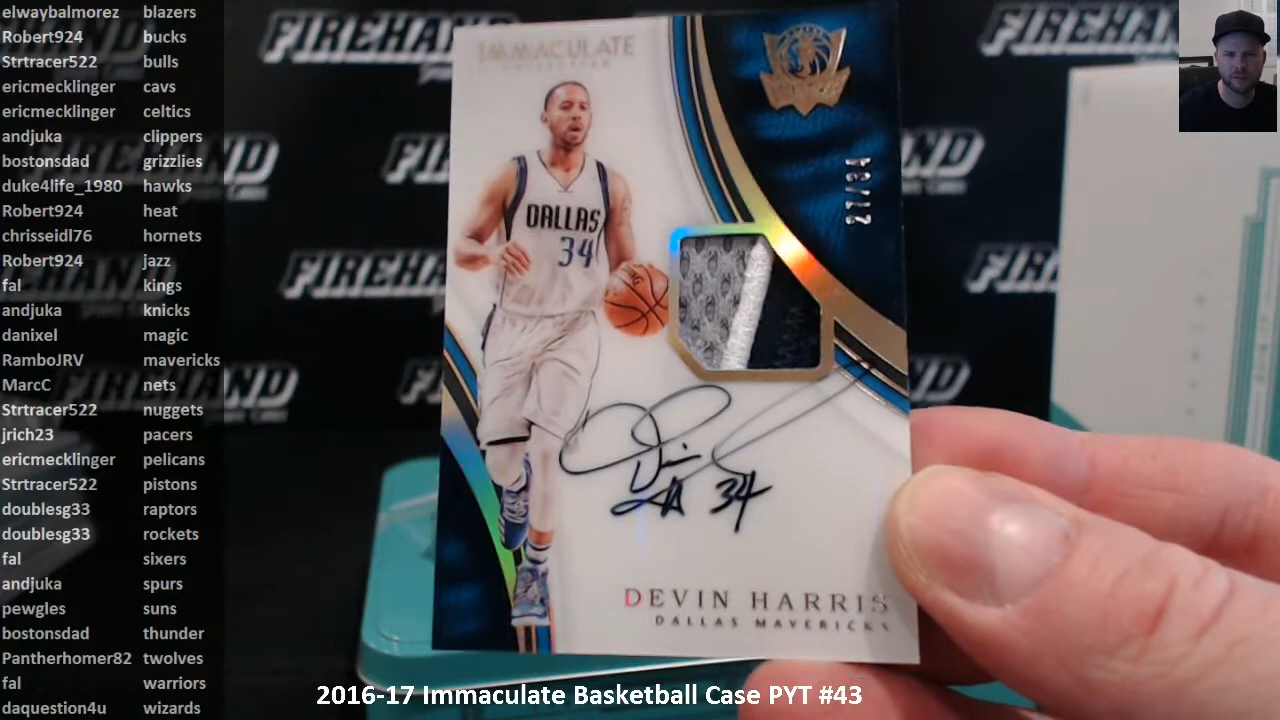 elwaybalmorez blazers
Robert924 bucks
Strtracer522 bulls
ericmecklinger cavs
ericmecklinger celtics
andjuka clippers
bostonsdad grizzlies
duke4life_1980 hawks
Robert924 heat
chrisseidl76 hornets
Robert924 jazz
fal kings
andjuka knicks
danixel magic
RamboJRV mavericks
MarcC nets
Strtracer522 nuggets
jrich23 pacers
ericmecklinger pelicans
Strtracer522 pistons
doublesg33 raptors
doublesg33 rockets
fal sixers
andjuka spurs
pewgles suns
bostonsdad thunder
Pantherhomer82 twolves
fal warriors
daquestion4u wizards
FIREHAND
IMMACULATE
COLLECTION
27/34
DALLAS
34
34
DEVIN HARRIS
DALLAS MAVERICKS
2016-17 Immaculate Basketball Case PYT #43